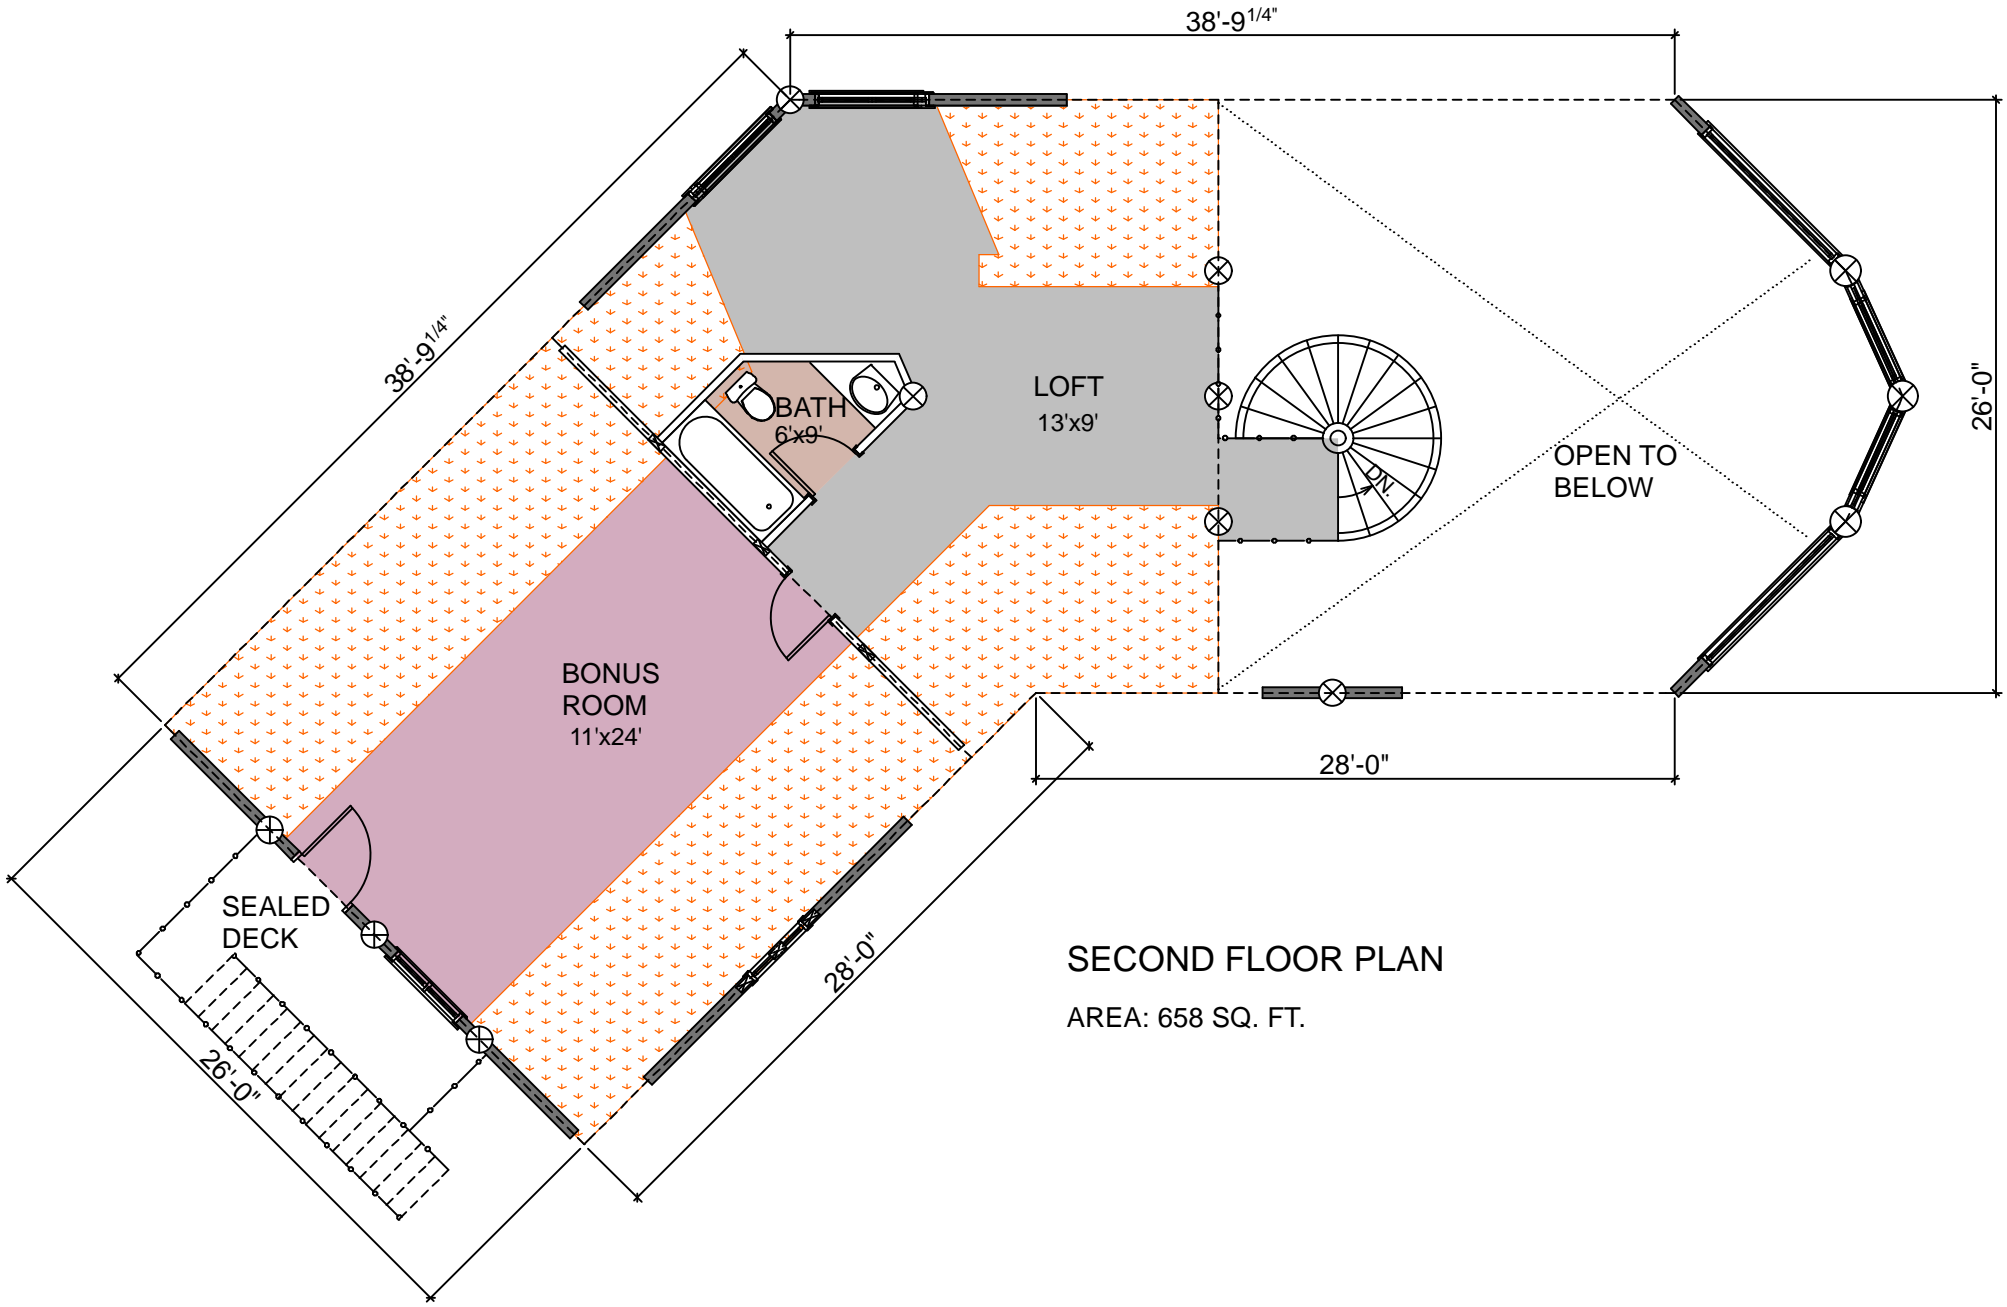 38'-9 1/4"
38'-9 1/4"
26'-0"
LOFT
13'x9'
BATH
6'x9'
OPEN TO
BELOW
DN.
BONUS
ROOM
11'x24'
28'-0"
SEALED
DECK
28'-0"
26'-0"
SECOND FLOOR PLAN
AREA: 658 SQ. FT.